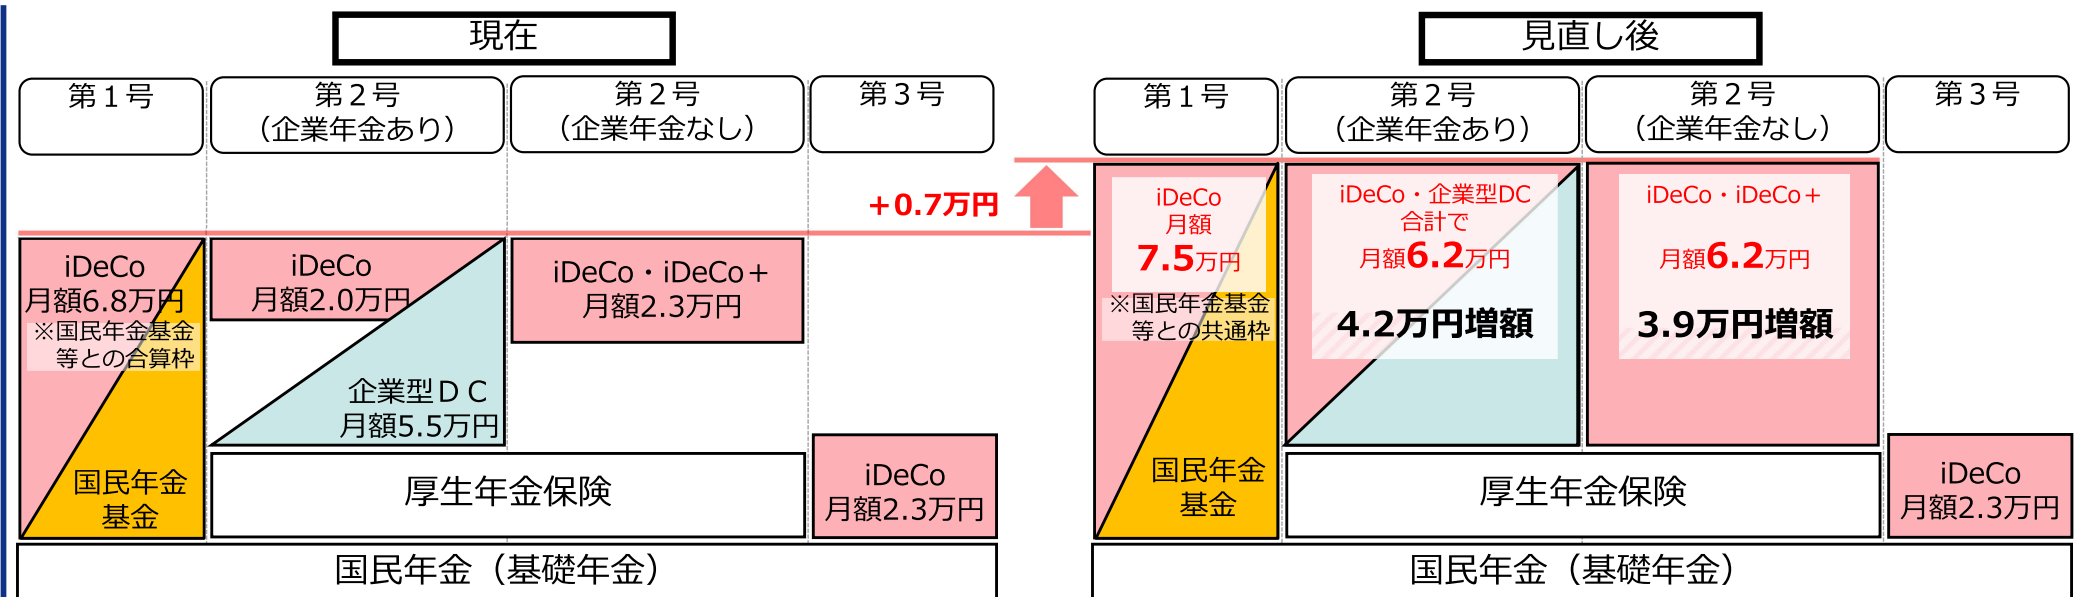 現在
第１号
第２号
（企業年金あり）
第２号
（企業年金なし）
第３号
iDeCo
月額6.8万円
※国民年金基金
等との合算枠
国民年金
基金
iDeCo
月額2.0万円
企業型ＤＣ
月額5.5万円
iDeCo・iDeCo＋
月額2.3万円
厚生年金保険
iDeCo
月額2.3万円
国民年金（基礎年金）
＋0.7万円
見直し後
第１号
第２号
（企業年金あり）
第２号
（企業年金なし）
第３号
iDeCo
月額
7.5万円
※国民年金基金
等との共通枠
国民年金
基金
iDeCo・企業型DC
合計で
月額6.2万円
4.2万円増額
iDeCo・iDeCo＋
月額6.2万円
3.9万円増額
厚生年金保険
iDeCo
月額2.3万円
国民年金（基礎年金）